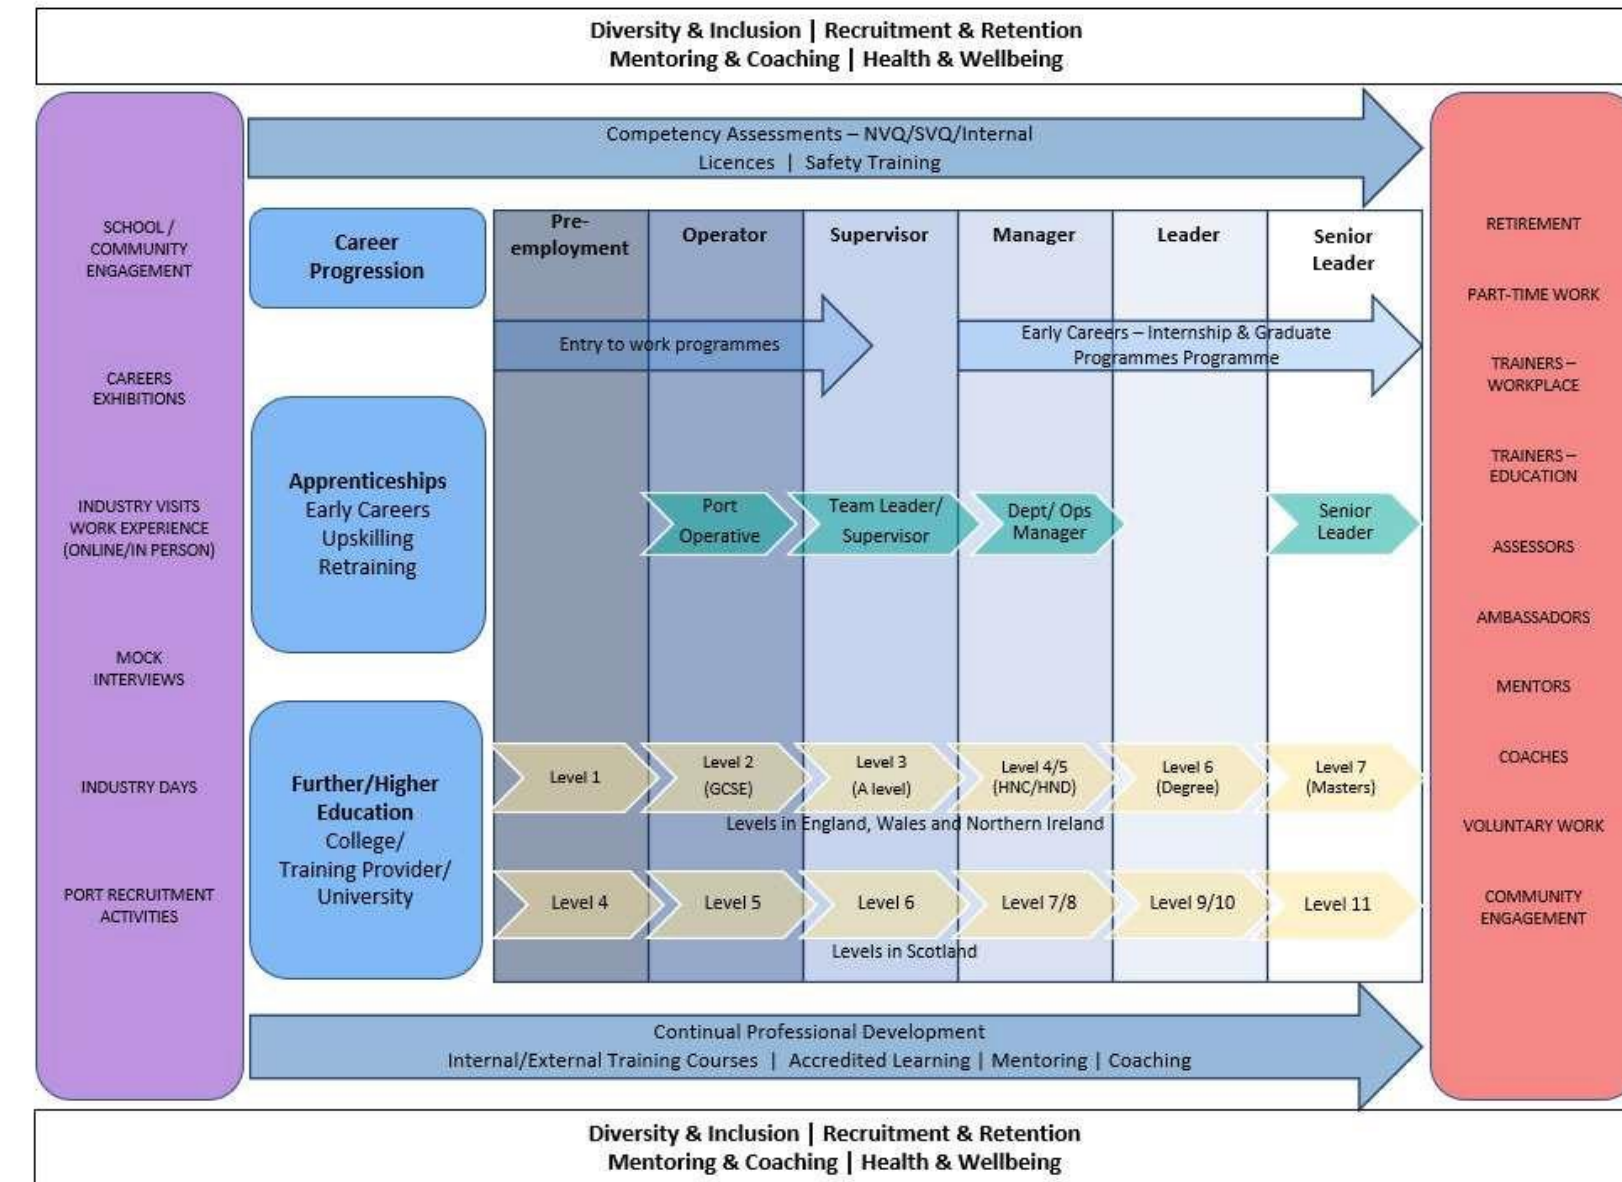 Diversity & Inclusion | Recruitment & Retention
Mentoring & Coaching | Health & Wellbeing
SCHOOL /
COMMUNITY
ENGAGEMENT
CAREERS
EXHIBITIONS
INDUSTRY VISITS
WORK EXPERIENCE
(ONLINE/IN PERSON)
MOCK
INTERVIEWS
INDUSTRY DAYS
PORT RECRUITMENT
ACTIVITIES
Competency Assessments – NVQ/SVQ/Internal
Licences | Safety Training
Career
Progression
Pre-
employment
Operator
Supervisor
Manager
Leader
Senior
Leader
Entry to work programmes
Early Careers – Internship & Graduate
Programmes Programme
Apprenticeships
Early Careers
Upskilling
Retraining
Port
Operative
Team Leader/
Supervisor
Dept/ Ops
Manager
Senior
Leader
Further/Higher
Education
College/
Training Provider/
University
Level 1
Level 2
(GCSE)
Level 3
(A level)
Level 4/5
(HNC/HND)
Level 6
(Degree)
Level 7
(Masters)
Levels in England, Wales and Northern Ireland
Level 4
Level 5
Level 6
Level 7/8
Level 9/10
Level 11
Levels in Scotland
Continual Professional Development
Internal/External Training Courses | Accredited Learning | Mentoring | Coaching
RETIREMENT
PART-TIME WORK
TRAINERS –
WORKPLACE
TRAINERS –
EDUCATION
ASSESSORS
AMBASSADORS
MENTORS
COACHES
VOLUNTARY WORK
COMMUNITY
ENGAGEMENT
Diversity & Inclusion | Recruitment & Retention
Mentoring & Coaching | Health & Wellbeing